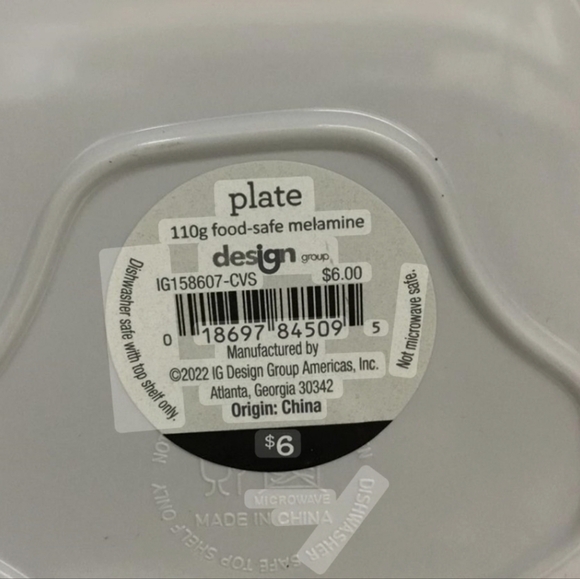 plate
110g food-safe melamine
design group
IG158607-CVS $6.00
0 18697 84509 5
Manufactured by
©2022 IG Design Group Americas, Inc.
Atlanta, Georgia 30342
Origin: China
Dishwasher safe with top shelf only.
Not microwave safe.
$6
MICROWAVE
MADE IN CHINA
DISHWASHER
SAFE TOP SHELF ONLY